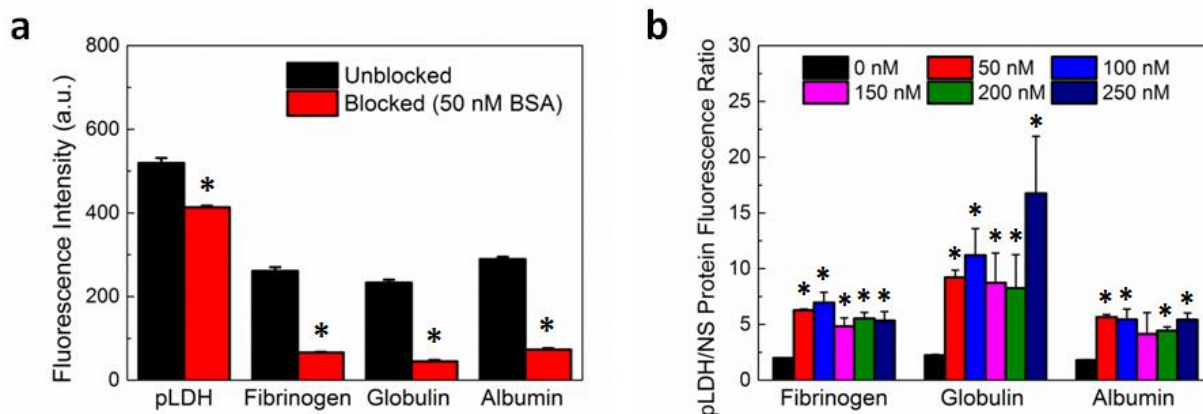 a
800
600
400
200
0
Fluorescence Intensity (a.u.)
Unblocked
Blocked (50 nM BSA)
*
*
*
*
pLDH Fibrinogen Globulin Albumin
b
30
25
20
15
10
5
0
pLDH/NS Protein Fluorescence Ratio
0 nM 50 nM 100 nM
150 nM 200 nM 250 nM
* * * * *
* * * * *
* * * *
Fibrinogen Globulin Albumin